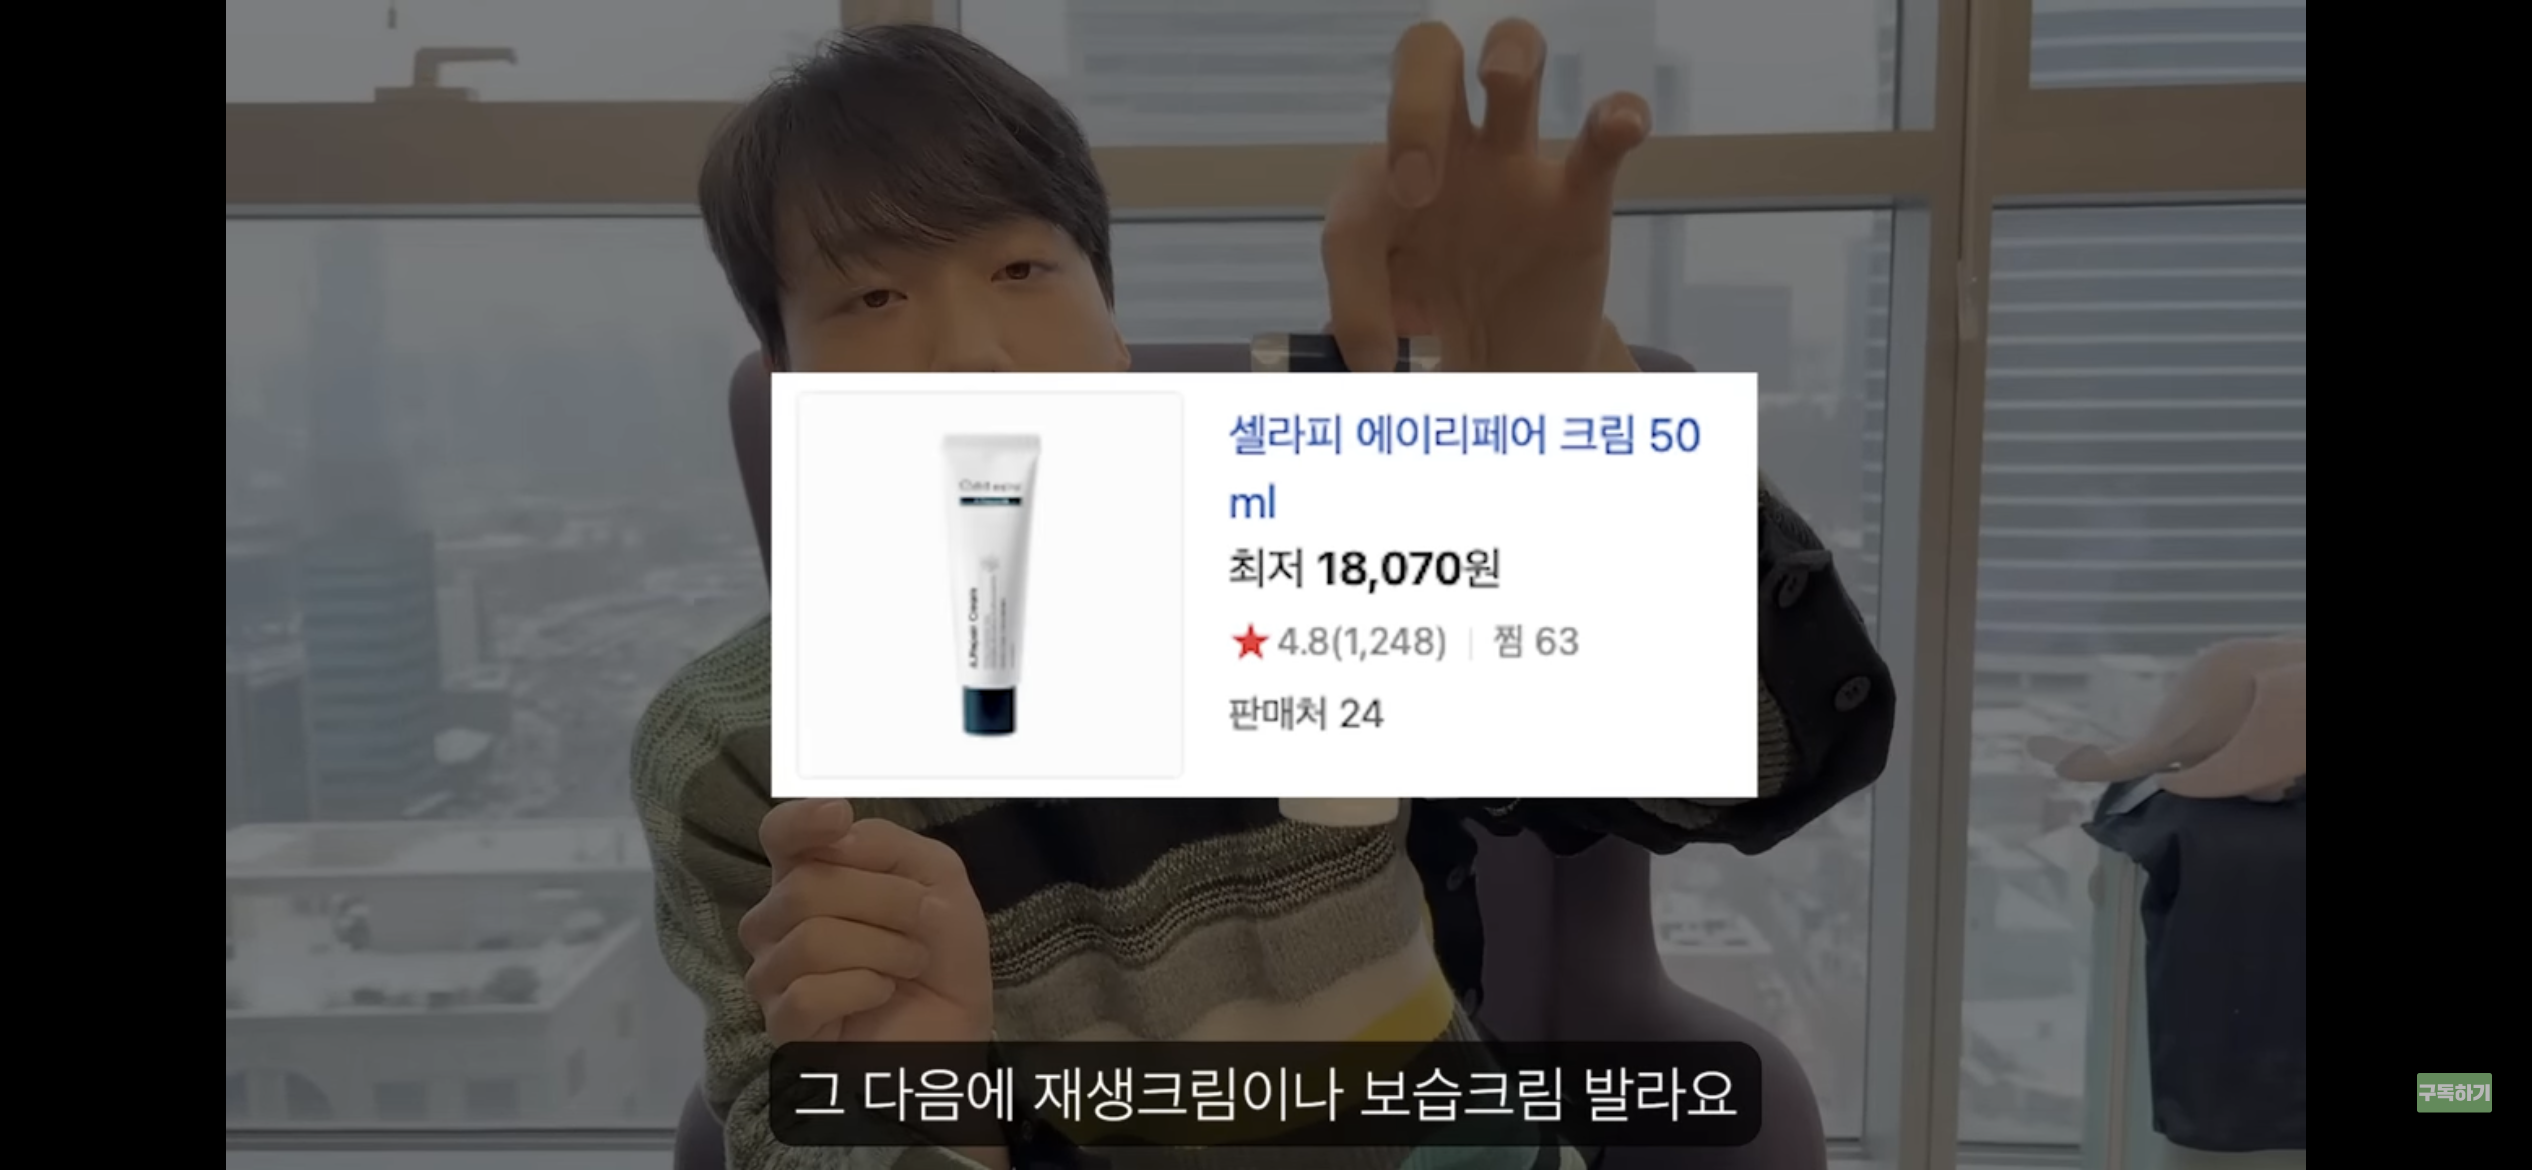 셀라피 에이리페어 크림 50
ml
최저 18,070원
4.8(1,248) | 찜 63
판매처 24
A.Repair Cream
그 다음에 재생크림이나 보습크림 발라요
구독하기